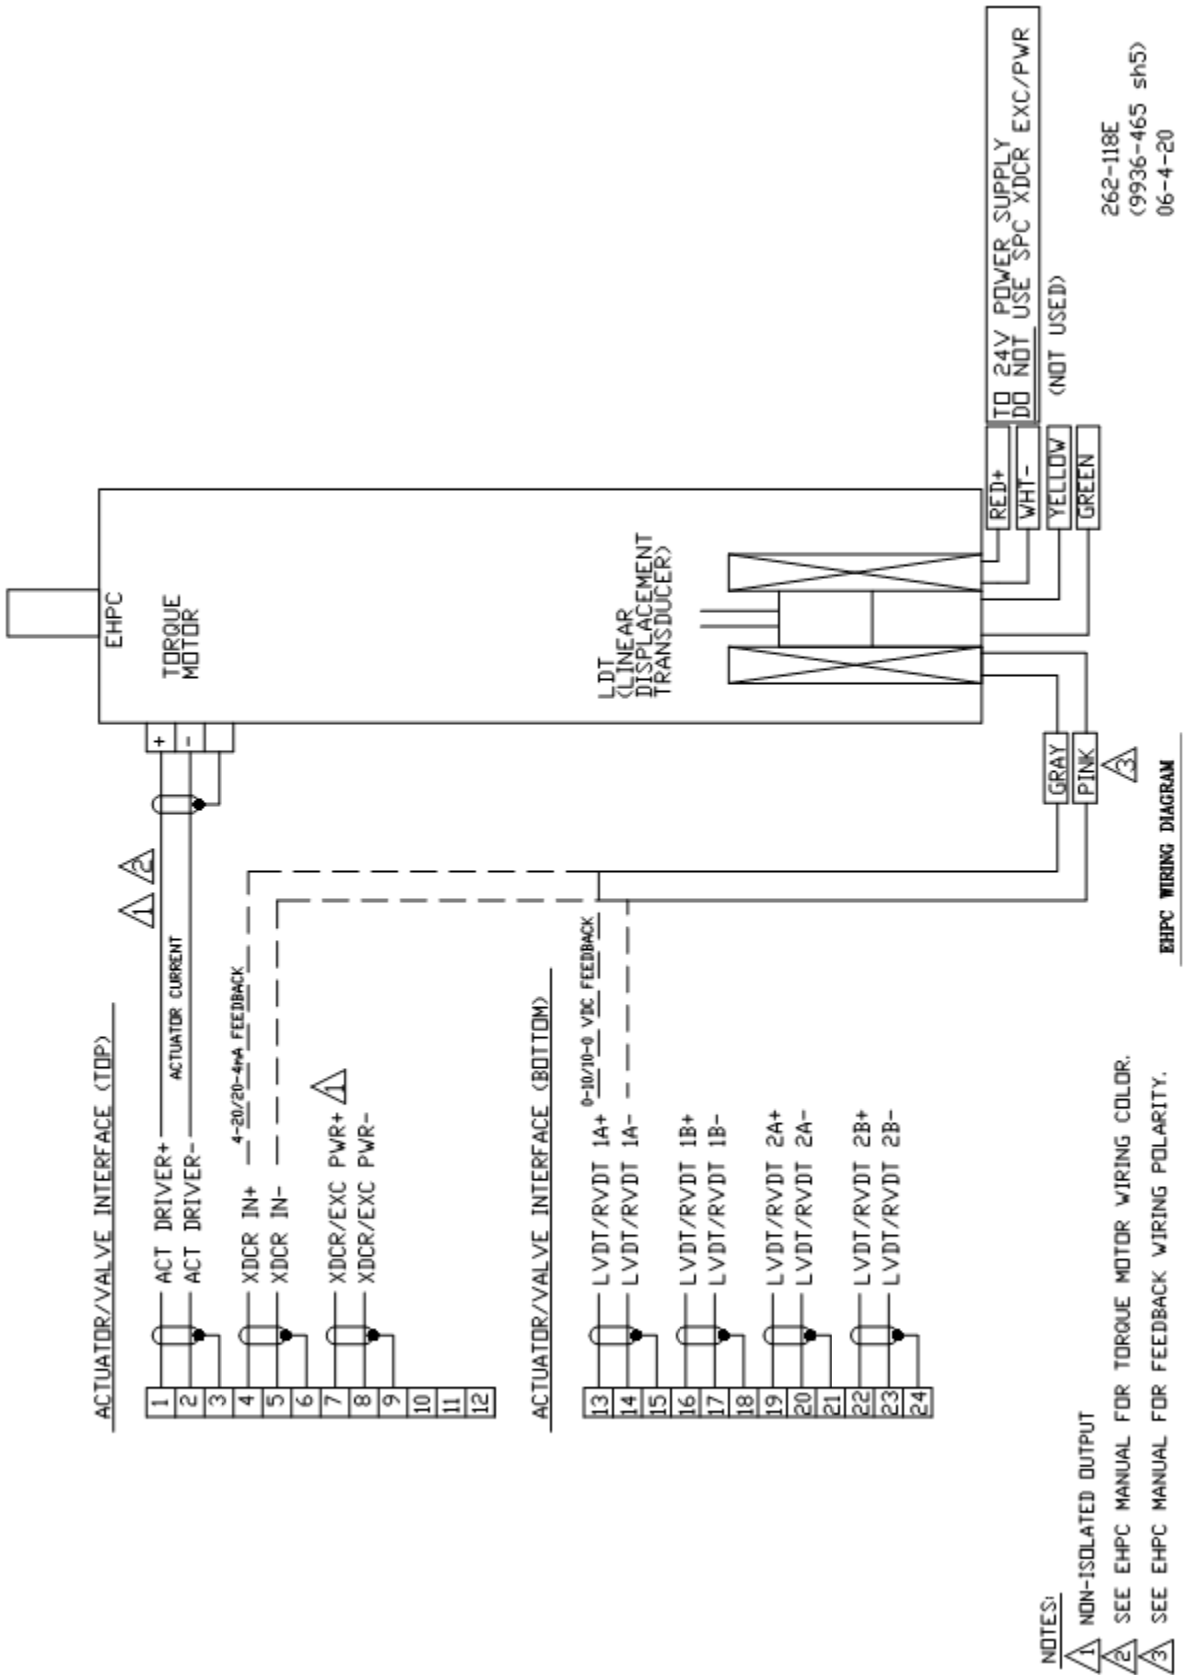 ACTUATOR/VALVE INTERFACE (TOP)
1 ACT DRIVER+
2 ACT DRIVER-
3
4 XDCR IN+
5 XDCR IN-
6
7 XDCR/EXC PWR+ 1
8 XDCR/EXC PWR-
9
10
11
12
ACTUATOR CURRENT
1 2
4-20/20-4mA FEEDBACK
ACTUATOR/VALVE INTERFACE (BOTTOM)
13 LVDT/RVDT 1A+
14 LVDT/RVDT 1A-
15
16 LVDT/RVDT 1B+
17 LVDT/RVDT 1B-
18
19 LVDT/RVDT 2A+
20 LVDT/RVDT 2A-
21
22 LVDT/RVDT 2B+
23 LVDT/RVDT 2B-
24
0-10/10-0 VDC FEEDBACK
+
-
EHPC
TORQUE
MOTOR
LDT
(LINEAR
DISPLACEMENT
TRANSDUCER)
GRAY
PINK
3
RED+
WHT-
YELLOW
GREEN
TO 24V POWER SUPPLY
DO NOT USE SPC XDCR EXC/PWR
(NOT USED)
NOTES:
1 NON-ISOLATED OUTPUT
2 SEE EHPC MANUAL FOR TORQUE MOTOR WIRING COLOR.
3 SEE EHPC MANUAL FOR FEEDBACK WIRING POLARITY.
EHPC WIRING DIAGRAM
262-118E
(9936-465 sh5)
06-4-20